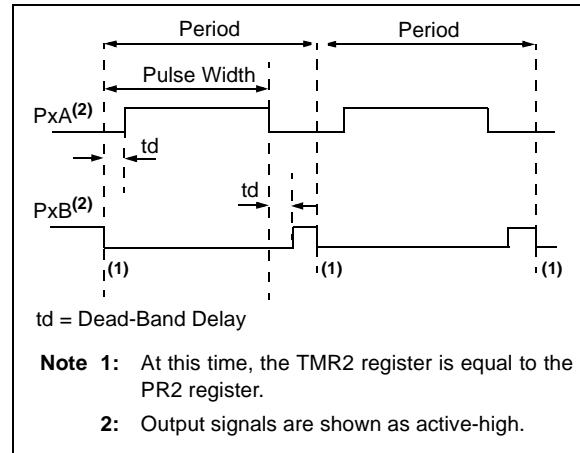 Period Period
Pulse Width
PxA(2)
td
td
PxB(2)
(1) (1) (1)
td = Dead-Band Delay
Note 1: At this time, the TMR2 register is equal to the
PR2 register.
2: Output signals are shown as active-high.